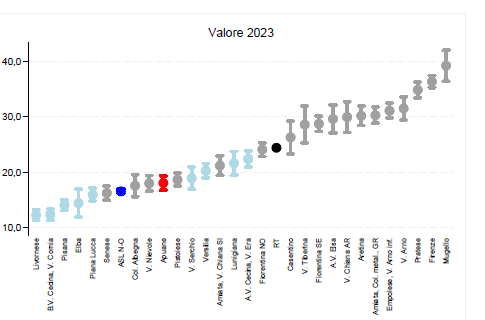 Valore 2023
40,0
30,0
20,0
10,0
Livornese
B.V. Cecina, V. Cornia
Pisana
Elba
Piana Lucca
Senese
ASL N-O
Col. Albegna
V. Nievole
Apuane
Pistoiese
V. Serchio
Versilia
Amiata, V. Chiana SI
Lunigiana
A.V. Cecina, V. Era
Fiorentina NO
RT
Casentino
V. Tiberina
Fiorentina SE
A.V. Elsa
V. Chiana AR
Aretina
Amiata, Col. metal., GR
Empolese, V. Arno inf.
V. Arno
Pratese
Firenze
Mugello